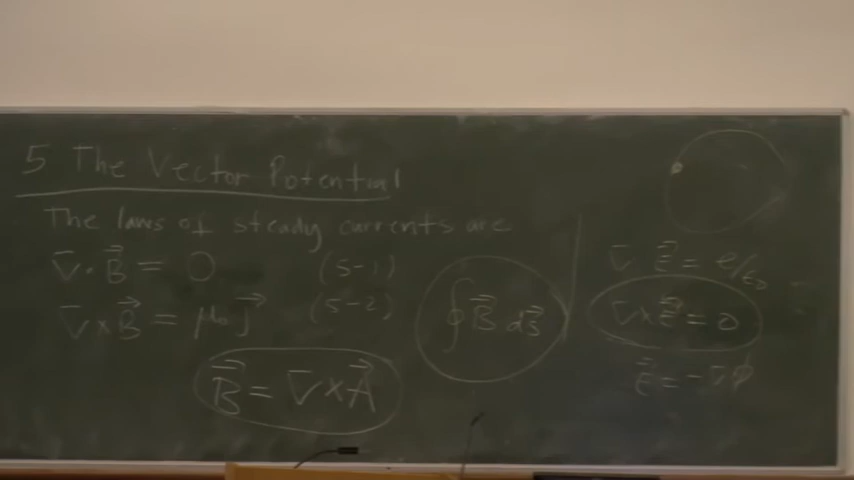 5 The Vector Potential
The laws of steady currents are
∇·B⃗ = 0 (5-1)
∇×B⃗ = μ₀J⃗ (5-2)
B⃗ = ∇×A⃗
∮B⃗ ds⃗
∇ E⃗ = ρ/ε₀
∇×E⃗ = 0
E⃗ = -∇ϕ